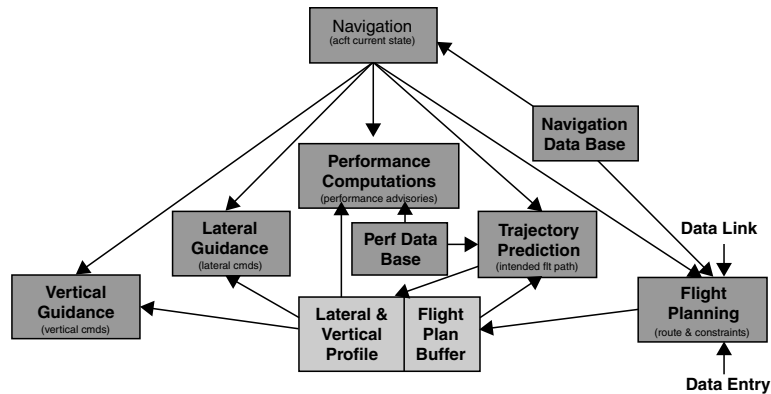 Navigation
(acft current state)
Navigation
Data Base
Performance
Computations
(performance advisories)
Lateral
Guidance
(lateral cmds)
Perf Data
Base
Trajectory
Prediction
(intended flt path)
Data Link
Vertical
Guidance
(vertical cmds)
Lateral &
Vertical
Profile
Flight
Plan
Buffer
Flight
Planning
(route & constraints)
Data Entry